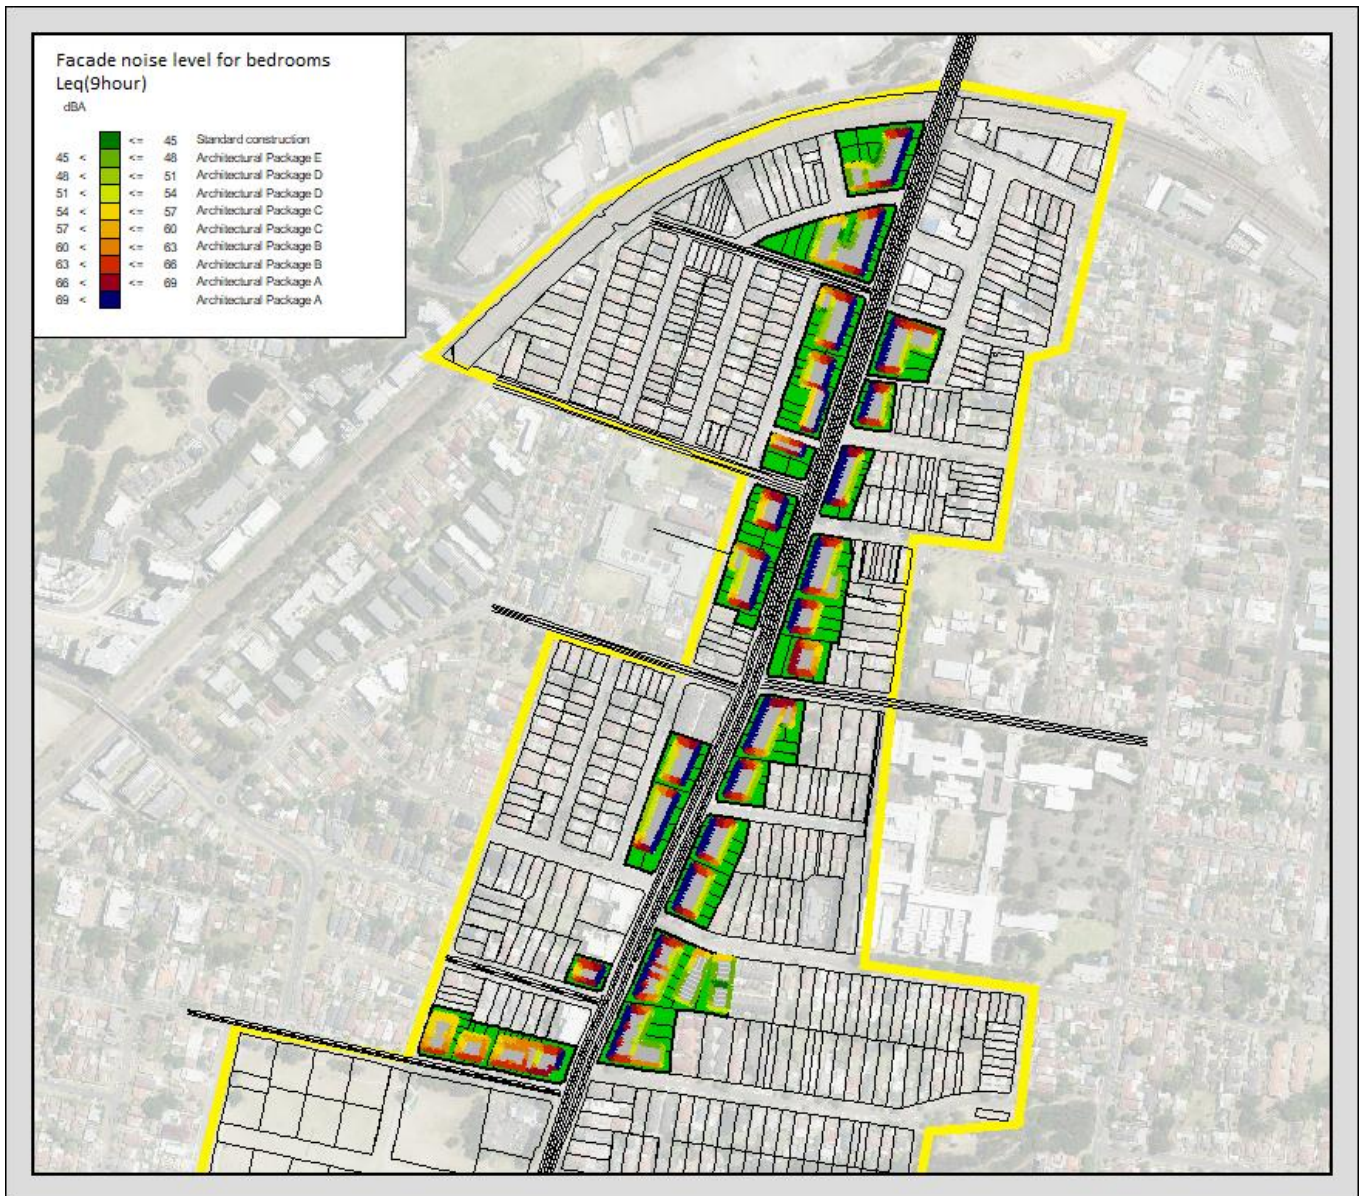 Facade noise level for bedrooms
Leq(9hour)
dBA
<= 45 Standard construction
45 < <= 48 Architectural Package E
48 < <= 51 Architectural Package D
51 < <= 54 Architectural Package D
54 < <= 57 Architectural Package C
57 < <= 60 Architectural Package C
60 < <= 63 Architectural Package B
63 < <= 66 Architectural Package B
66 < <= 69 Architectural Package A
69 < Architectural Package A